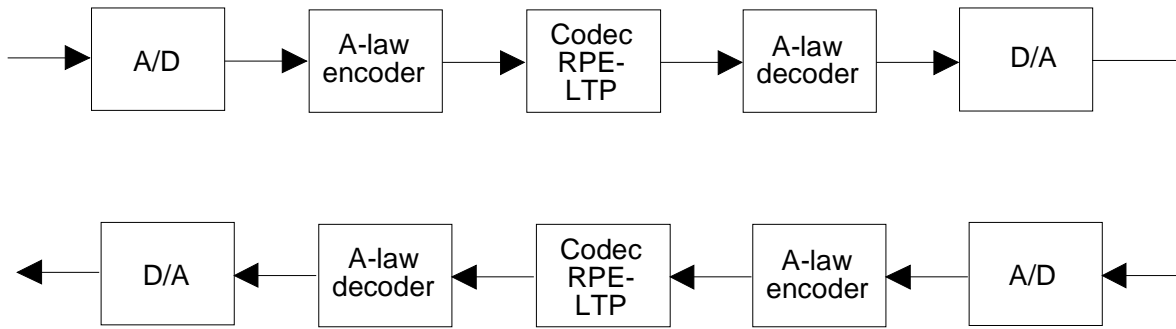 A/D
A-law
encoder
Codec
RPE-
LTP
A-law
decoder
D/A
D/A
A-law
decoder
Codec
RPE-
LTP
A-law
encoder
A/D